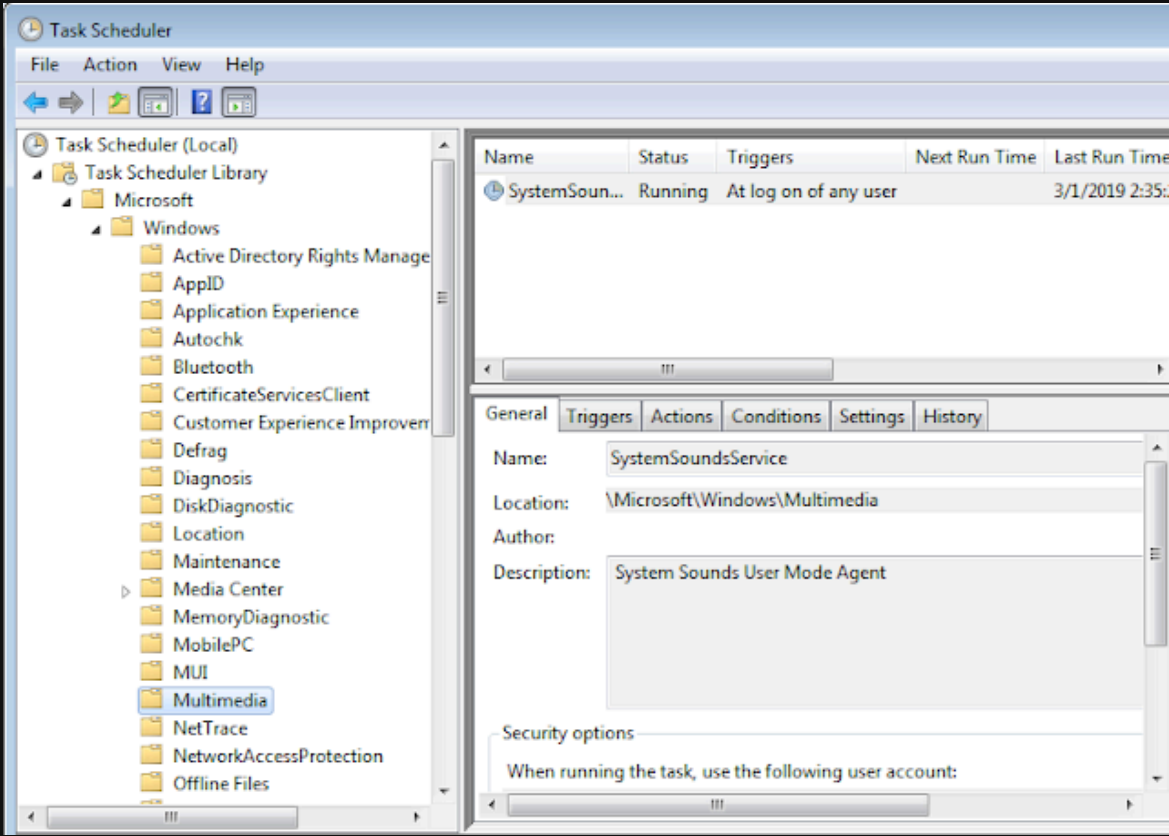 Task Scheduler
File Action View Help
Task Scheduler (Local)
Task Scheduler Library
Microsoft
Windows
Active Directory Rights Manage
AppID
Application Experience
Autochk
Bluetooth
CertificateServicesClient
Customer Experience Improvem
Defrag
Diagnosis
DiskDiagnostic
Location
Maintenance
Media Center
MemoryDiagnostic
MobilePC
MUI
Multimedia
NetTrace
NetworkAccessProtection
Offline Files
Name Status Triggers Next Run Time Last Run Time
SystemSoun... Running At log on of any user 3/1/2019 2:35:
General Triggers Actions Conditions Settings History
Name: SystemSoundsService
Location: \Microsoft\Windows\Multimedia
Author:
Description: System Sounds User Mode Agent
Security options
When running the task, use the following user account: